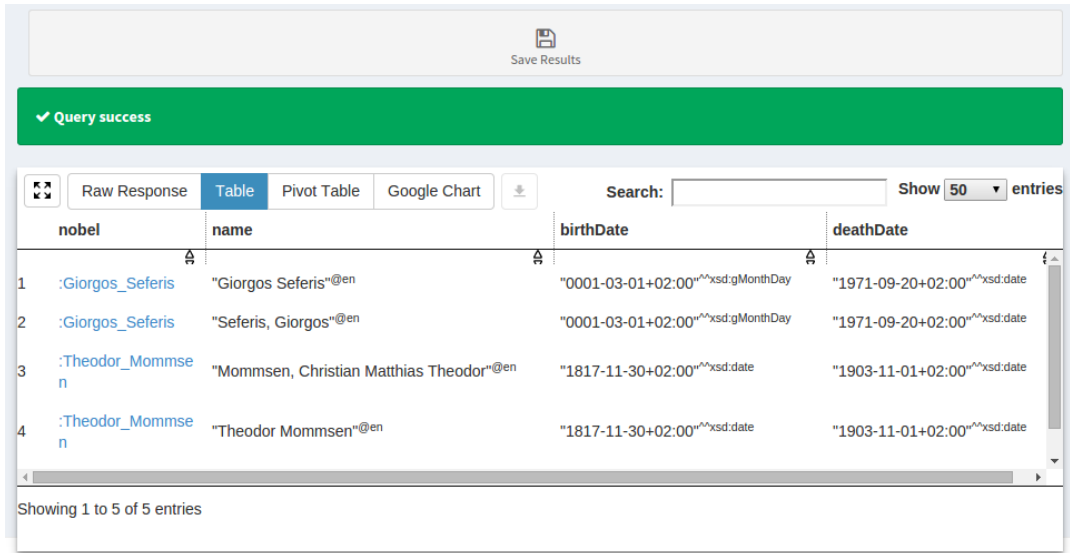 Save Results
Query success
Raw Response Table Pivot Table Google Chart Search: Show 50 entries
nobel name birthDate deathDate
1 :Giorgos_Seferis "Giorgos Seferis"@en "0001-03-01+02:00"^^xsd:gMonthDay "1971-09-20+02:00"^^xsd:date
2 :Giorgos_Seferis "Seferis, Giorgos"@en "0001-03-01+02:00"^^xsd:gMonthDay "1971-09-20+02:00"^^xsd:date
:Theodor_Mommse
3 "Mommsen, Christian Matthias Theodor"@en "1817-11-30+02:00"^^xsd:date "1903-11-01+02:00"^^xsd:date
n
:Theodor_Mommse
4 "Theodor Mommsen"@en "1817-11-30+02:00"^^xsd:date "1903-11-01+02:00"^^xsd:date
n
Showing 1 to 5 of 5 entries